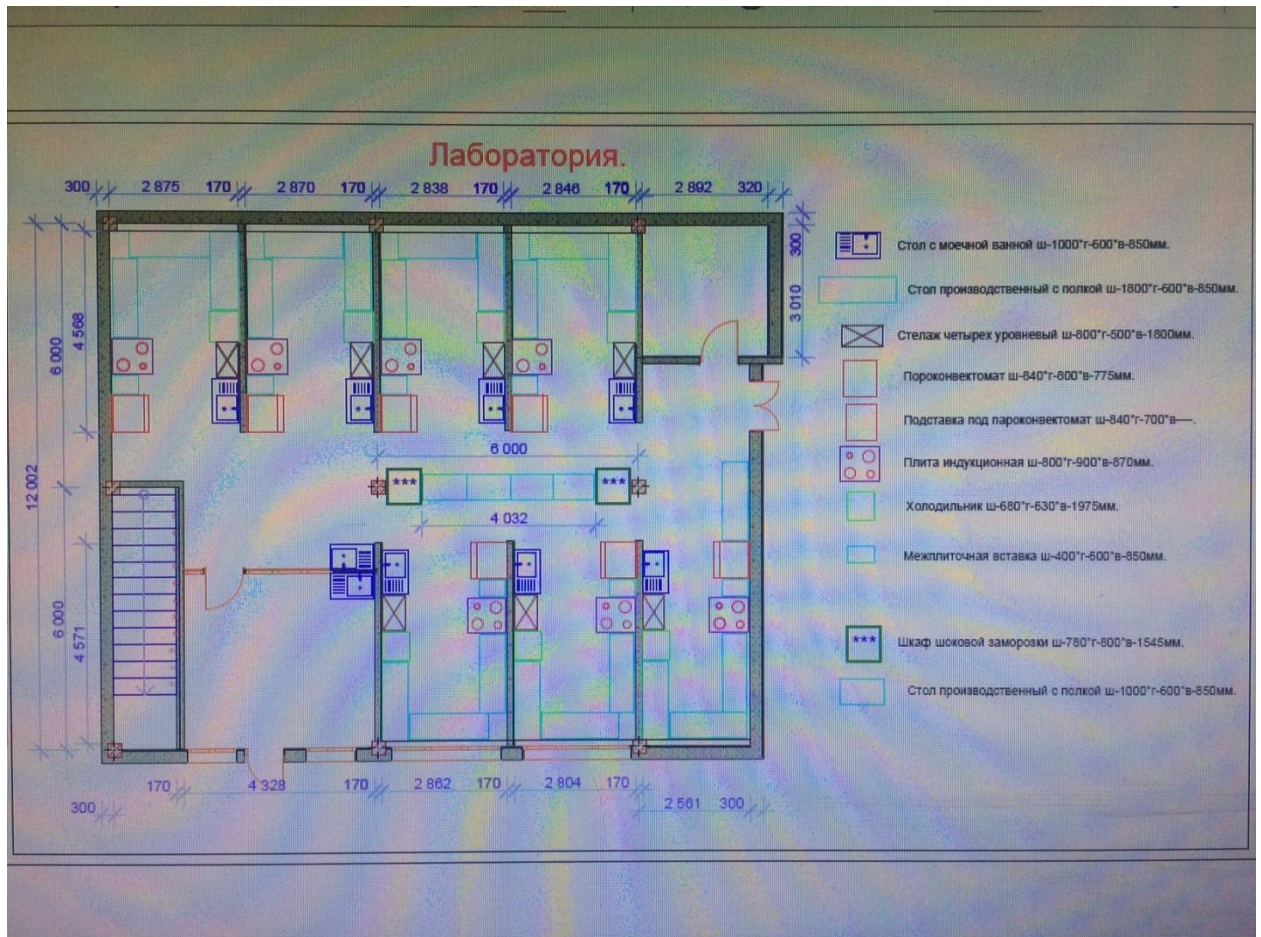 Лаборатория.
300 2 875 170 2 870 170 2 838 170 2 846 170 2 892 320
300
3 010
12 002
6 000
4 568
6 000
4 571
6 000
***
***
4 032
170 4 328 170 2 862 170 2 804 170
300
2 561 300
Стол с моечной ванной ш-1000*г-600*в-850мм.
Стол производственный с полкой ш-1800*г-600*в-850мм.
Стелаж четырех уровневый ш-800*г-500*в-1600мм.
Пороконвектомат ш-840*г-800*в-775мм.
Подставка под пароконвектомат ш-840*г-700*в-—.
Плита индукционная ш-800*г-900*в-870мм.
Холодильник ш-680*г-630*в-1975мм.
Межплиточная вставка ш-400*г-600*в-850мм.
***
Шкаф шоковой заморозки ш-780*г-800*в-1545мм.
Стол производственный с полкой ш-1000*г-600*в-850мм.